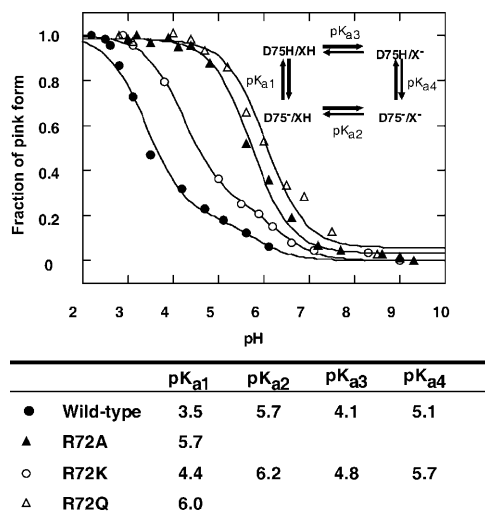 1.0
0.8
0.6
0.4
0.2
0
Fraction of pink form
2 3 4 5 6 7 8 9 10
pH
pKa3
D75H/XH D75H/X-
pKa1 pKa4
D75-/XH D75-/X-
pKa2
pKa1 pKa2 pKa3 pKa4
Wild-type 3.5 5.7 4.1 5.1
R72A 5.7
R72K 4.4 6.2 4.8 5.7
R72Q 6.0